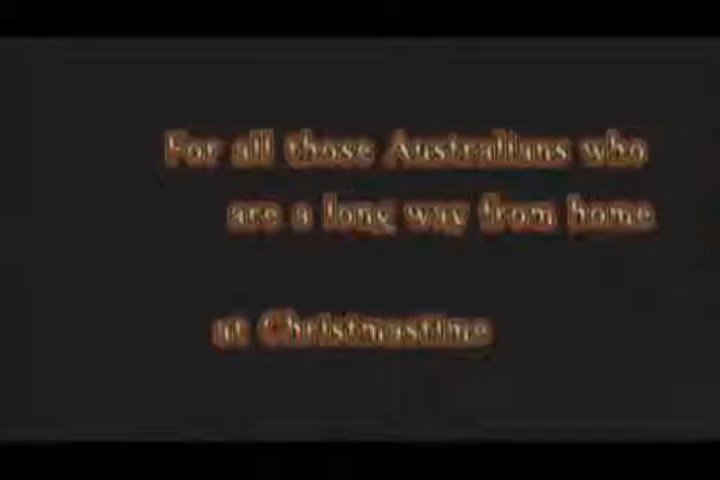 For all those Australians who
are a long way from home
at Christmastime